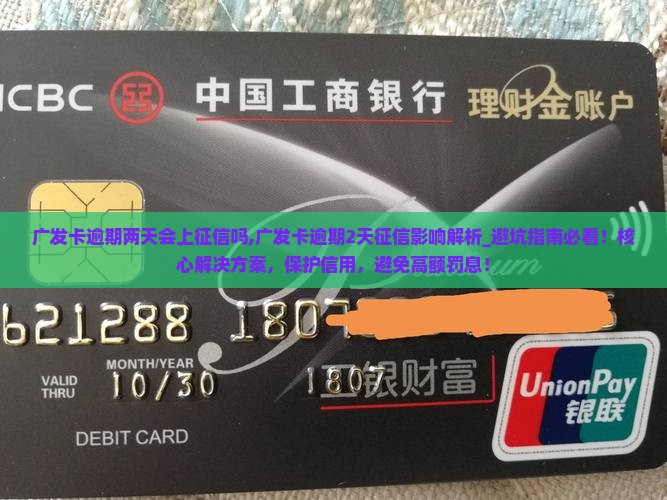 ICBC 中国工商银行 理财金账户
广发卡逾期两天会上征信吗,广发卡逾期2天征信影响解析_避坑指南必看！核
心解决方案，保护信用，避免高额罚息！
621288 1807
MONTH/YEAR
VALID THRU 10/30 1807 工银财富
DEBIT CARD
UnionPay
银联